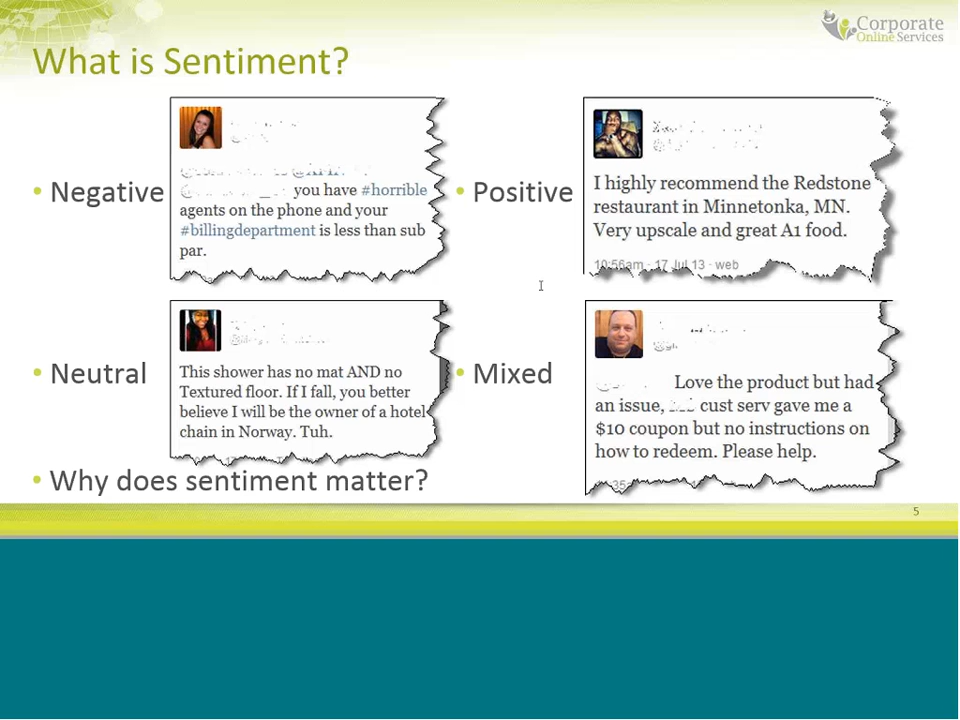 Corporate
Online Services
What is Sentiment?
• Negative
you have #horrible
agents on the phone and your
#billingdepartment is less than sub
par.
• Positive
I highly recommend the Redstone
restaurant in Minnetonka, MN.
Very upscale and great A1 food.
10:56am · 17 Jul 13 · web
• Neutral
This shower has no mat AND no
Textured floor. If I fall, you better
believe I will be the owner of a hotel
chain in Norway. Tuh.
• Mixed
Love the product but had
an issue, cust serv gave me a
$10 coupon but no instructions on
how to redeem. Please help.
• Why does sentiment matter?
5